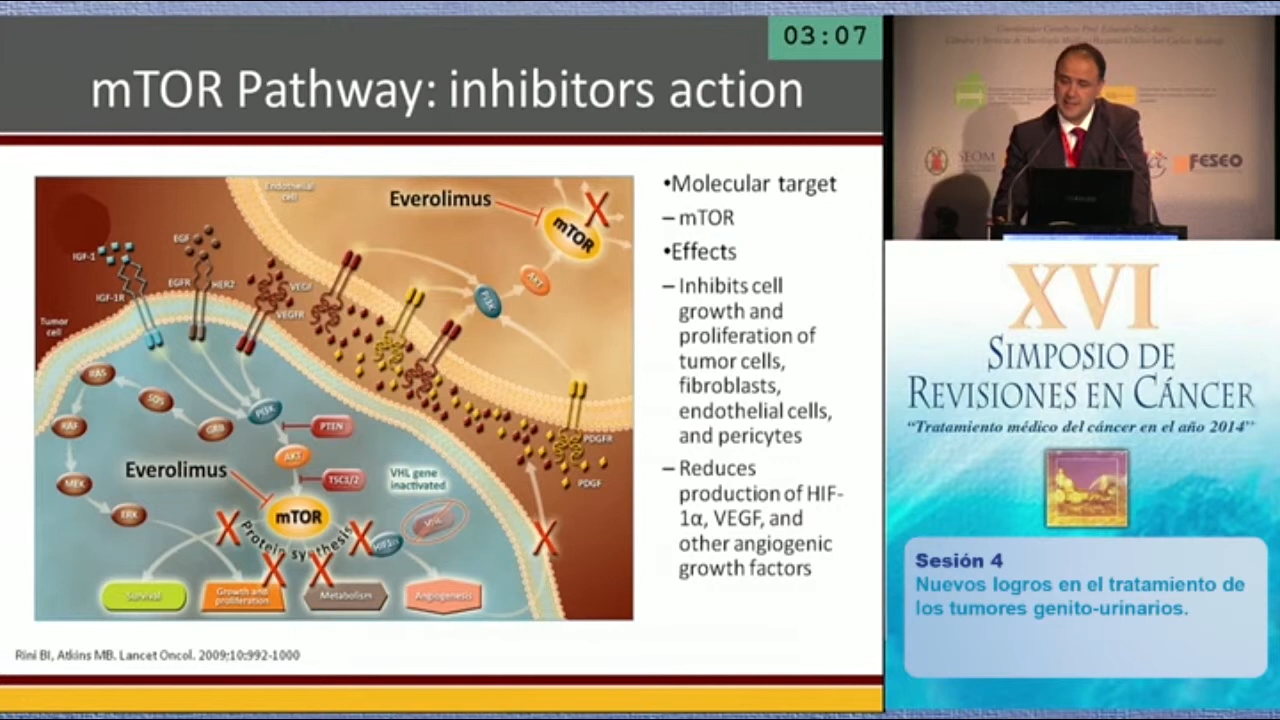 03:07
mTOR Pathway: inhibitors action
Endothelial
cell
Everolimus
mTOR
AKT
PI3K
IGF-1
EGF
IGF-1R
EGFR
HER2
VEGF
VEGFR
Tumor
cell
RAS
SOS
GRB
RAF
PI3K
PTEN
AKT
TSC1/2
MEK
ERK
Everolimus
mTOR
Protein synthesis
VHL gene
inactivated
VHL
HIF1α
PDGFR
PDGF
Survival
Growth and
proliferation
Metabolism
Angiogenesis
•Molecular target
– mTOR
•Effects
– Inhibits cell
growth and
proliferation of
tumor cells,
fibroblasts,
endothelial cells,
and pericytes
– Reduces
production of HIF-
1α, VEGF, and
other angiogenic
growth factors
Rini BI, Atkins MB. Lancet Oncol. 2009;10:992-1000
SEOM
FESEO
XVI
SIMPOSIO DE
REVISIONES EN CÁNCER
“Tratamiento médico del cáncer en el año 2014”
Sesión 4
Nuevos logros en el tratamiento de
los tumores genito-urinarios.